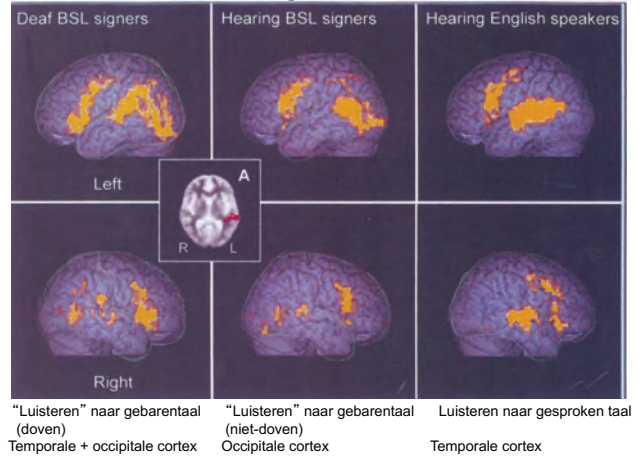 Deaf BSL signers
Hearing BSL signers
Hearing English speakers
Left
A
R L
Right
“Luisteren” naar gebarentaal
(doven)
Temporale + occipitale cortex
“Luisteren” naar gebarentaal
(niet-doven)
Occipitale cortex
Luisteren naar gesproken taal
Temporale cortex